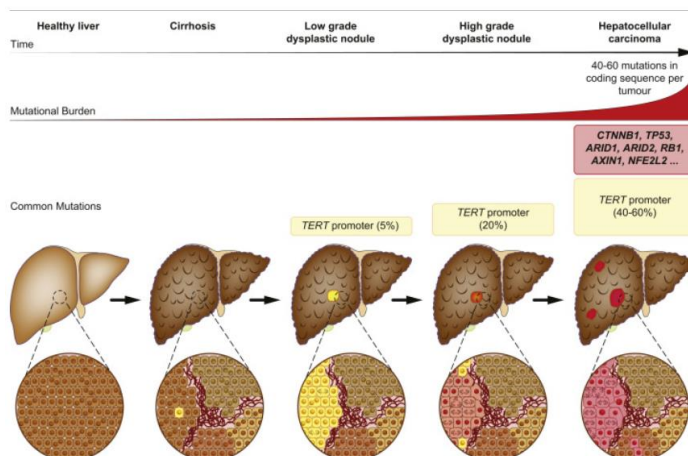 Healthy liver
Cirrhosis
Low grade
dysplastic nodule
High grade
dysplastic nodule
Hepatocellular
carcinoma
Time
40-60 mutations in
coding sequence per
tumour
Mutational Burden
CTNNB1, TP53,
ARID1, ARID2, RB1,
AXIN1, NFE2L2 ...
Common Mutations
TERT promoter (5%)
TERT promoter
(20%)
TERT promoter
(40-60%)